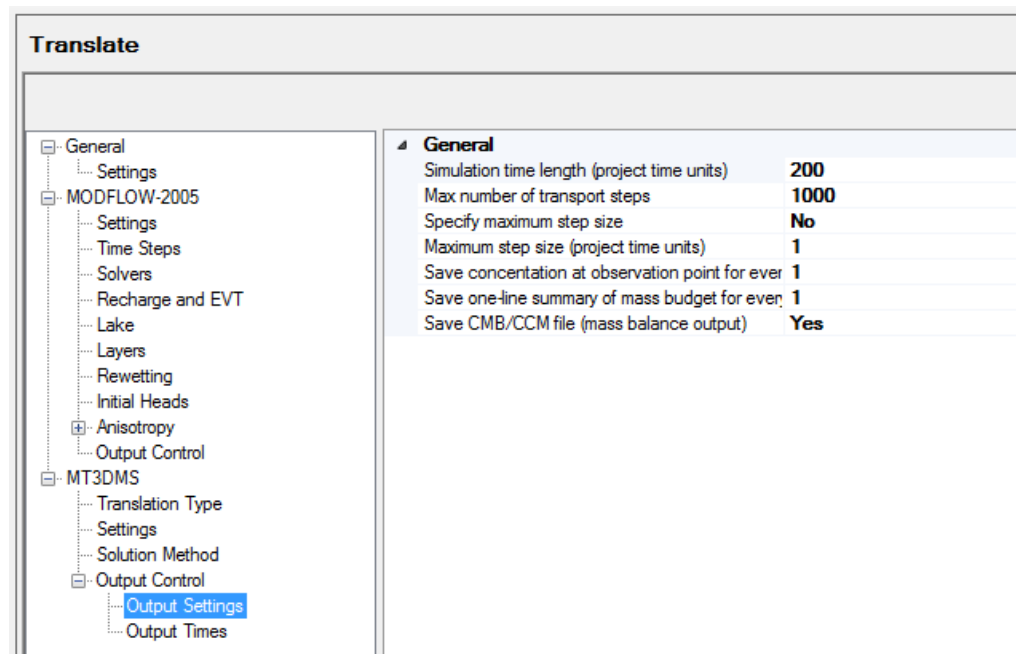 Translate
General
Settings
MODFLOW-2005
Settings
Time Steps
Solvers
Recharge and EVT
Lake
Layers
Rewetting
Initial Heads
Anisotropy
Output Control
MT3DMS
Translation Type
Settings
Solution Method
Output Control
Output Settings
Output Times
General
Simulation time length (project time units) 200
Max number of transport steps 1000
Specify maximum step size No
Maximum step size (project time units) 1
Save concentation at observation point for ever 1
Save one-line summary of mass budget for every 1
Save CMB/CCM file (mass balance output) Yes